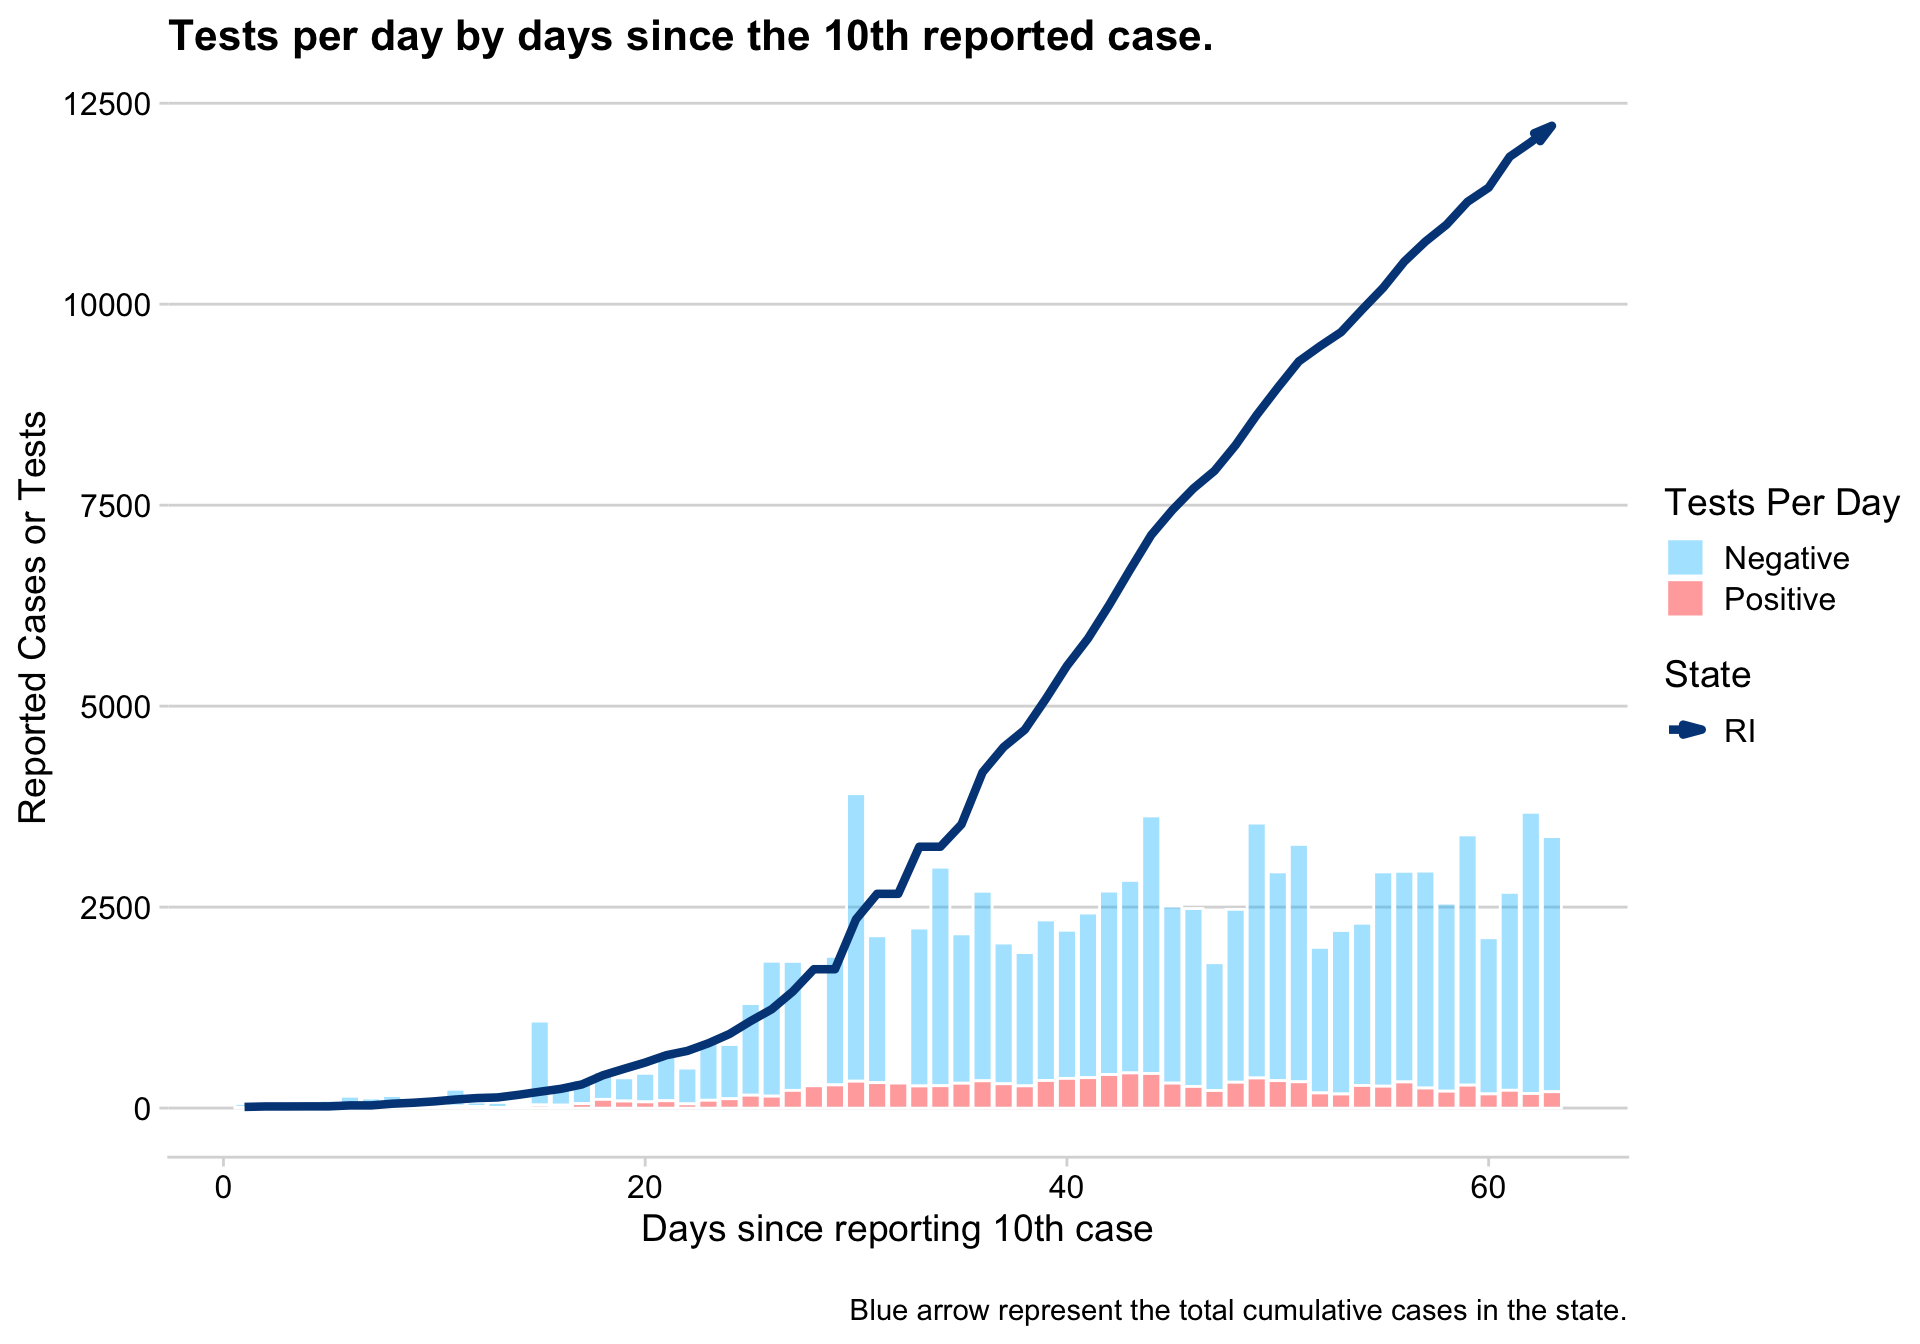 Tests per day by days since the 10th reported case.
12500
10000
7500
5000
2500
0
Reported Cases or Tests
0 20 40 60
Days since reporting 10th case
Tests Per Day
Negative
Positive
State
RI
Blue arrow represent the total cumulative cases in the state.